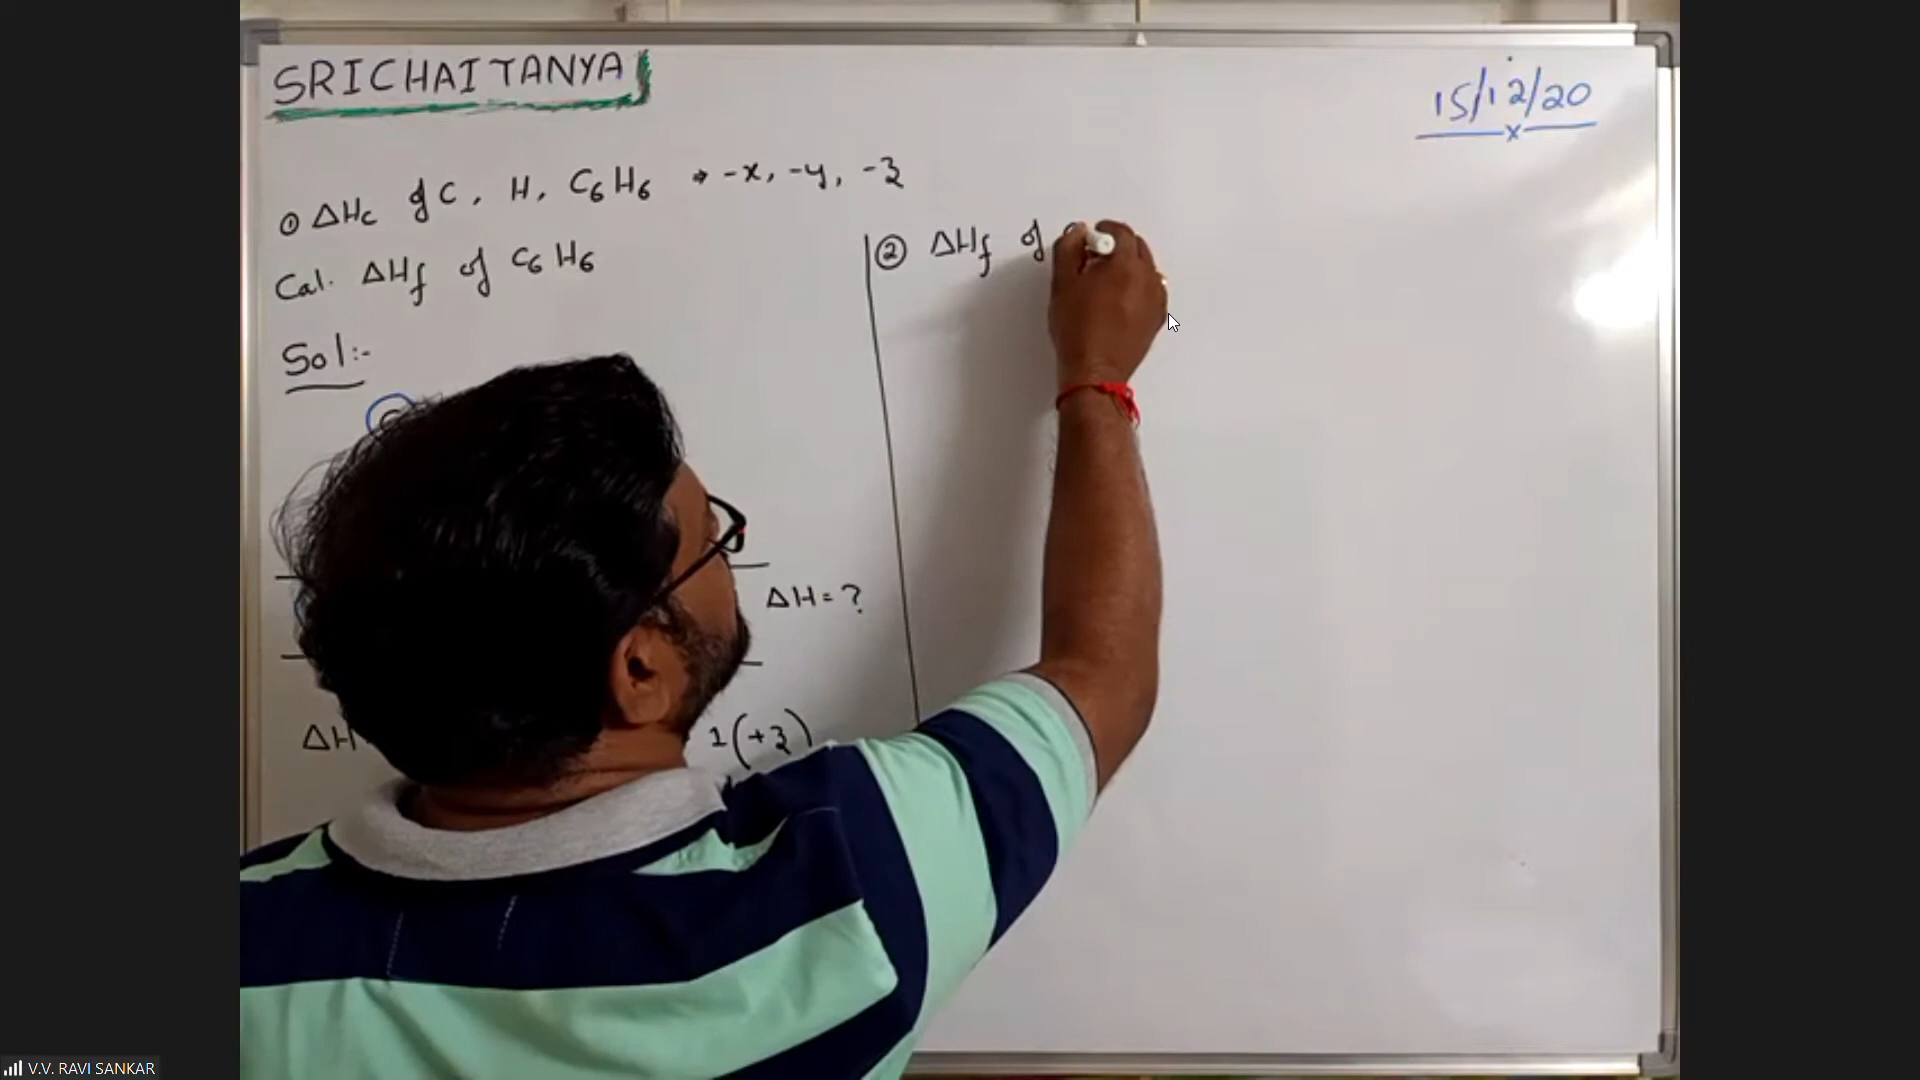 SRICHAITANYA
15/12/20
① ΔHc of C, H, C6H6 → -x, -y, -z
Cal. ΔHf of C6H6
Sol:-
ΔH = ?
ΔH
1(+z)
② ΔHf of
V.V. RAVI SANKAR